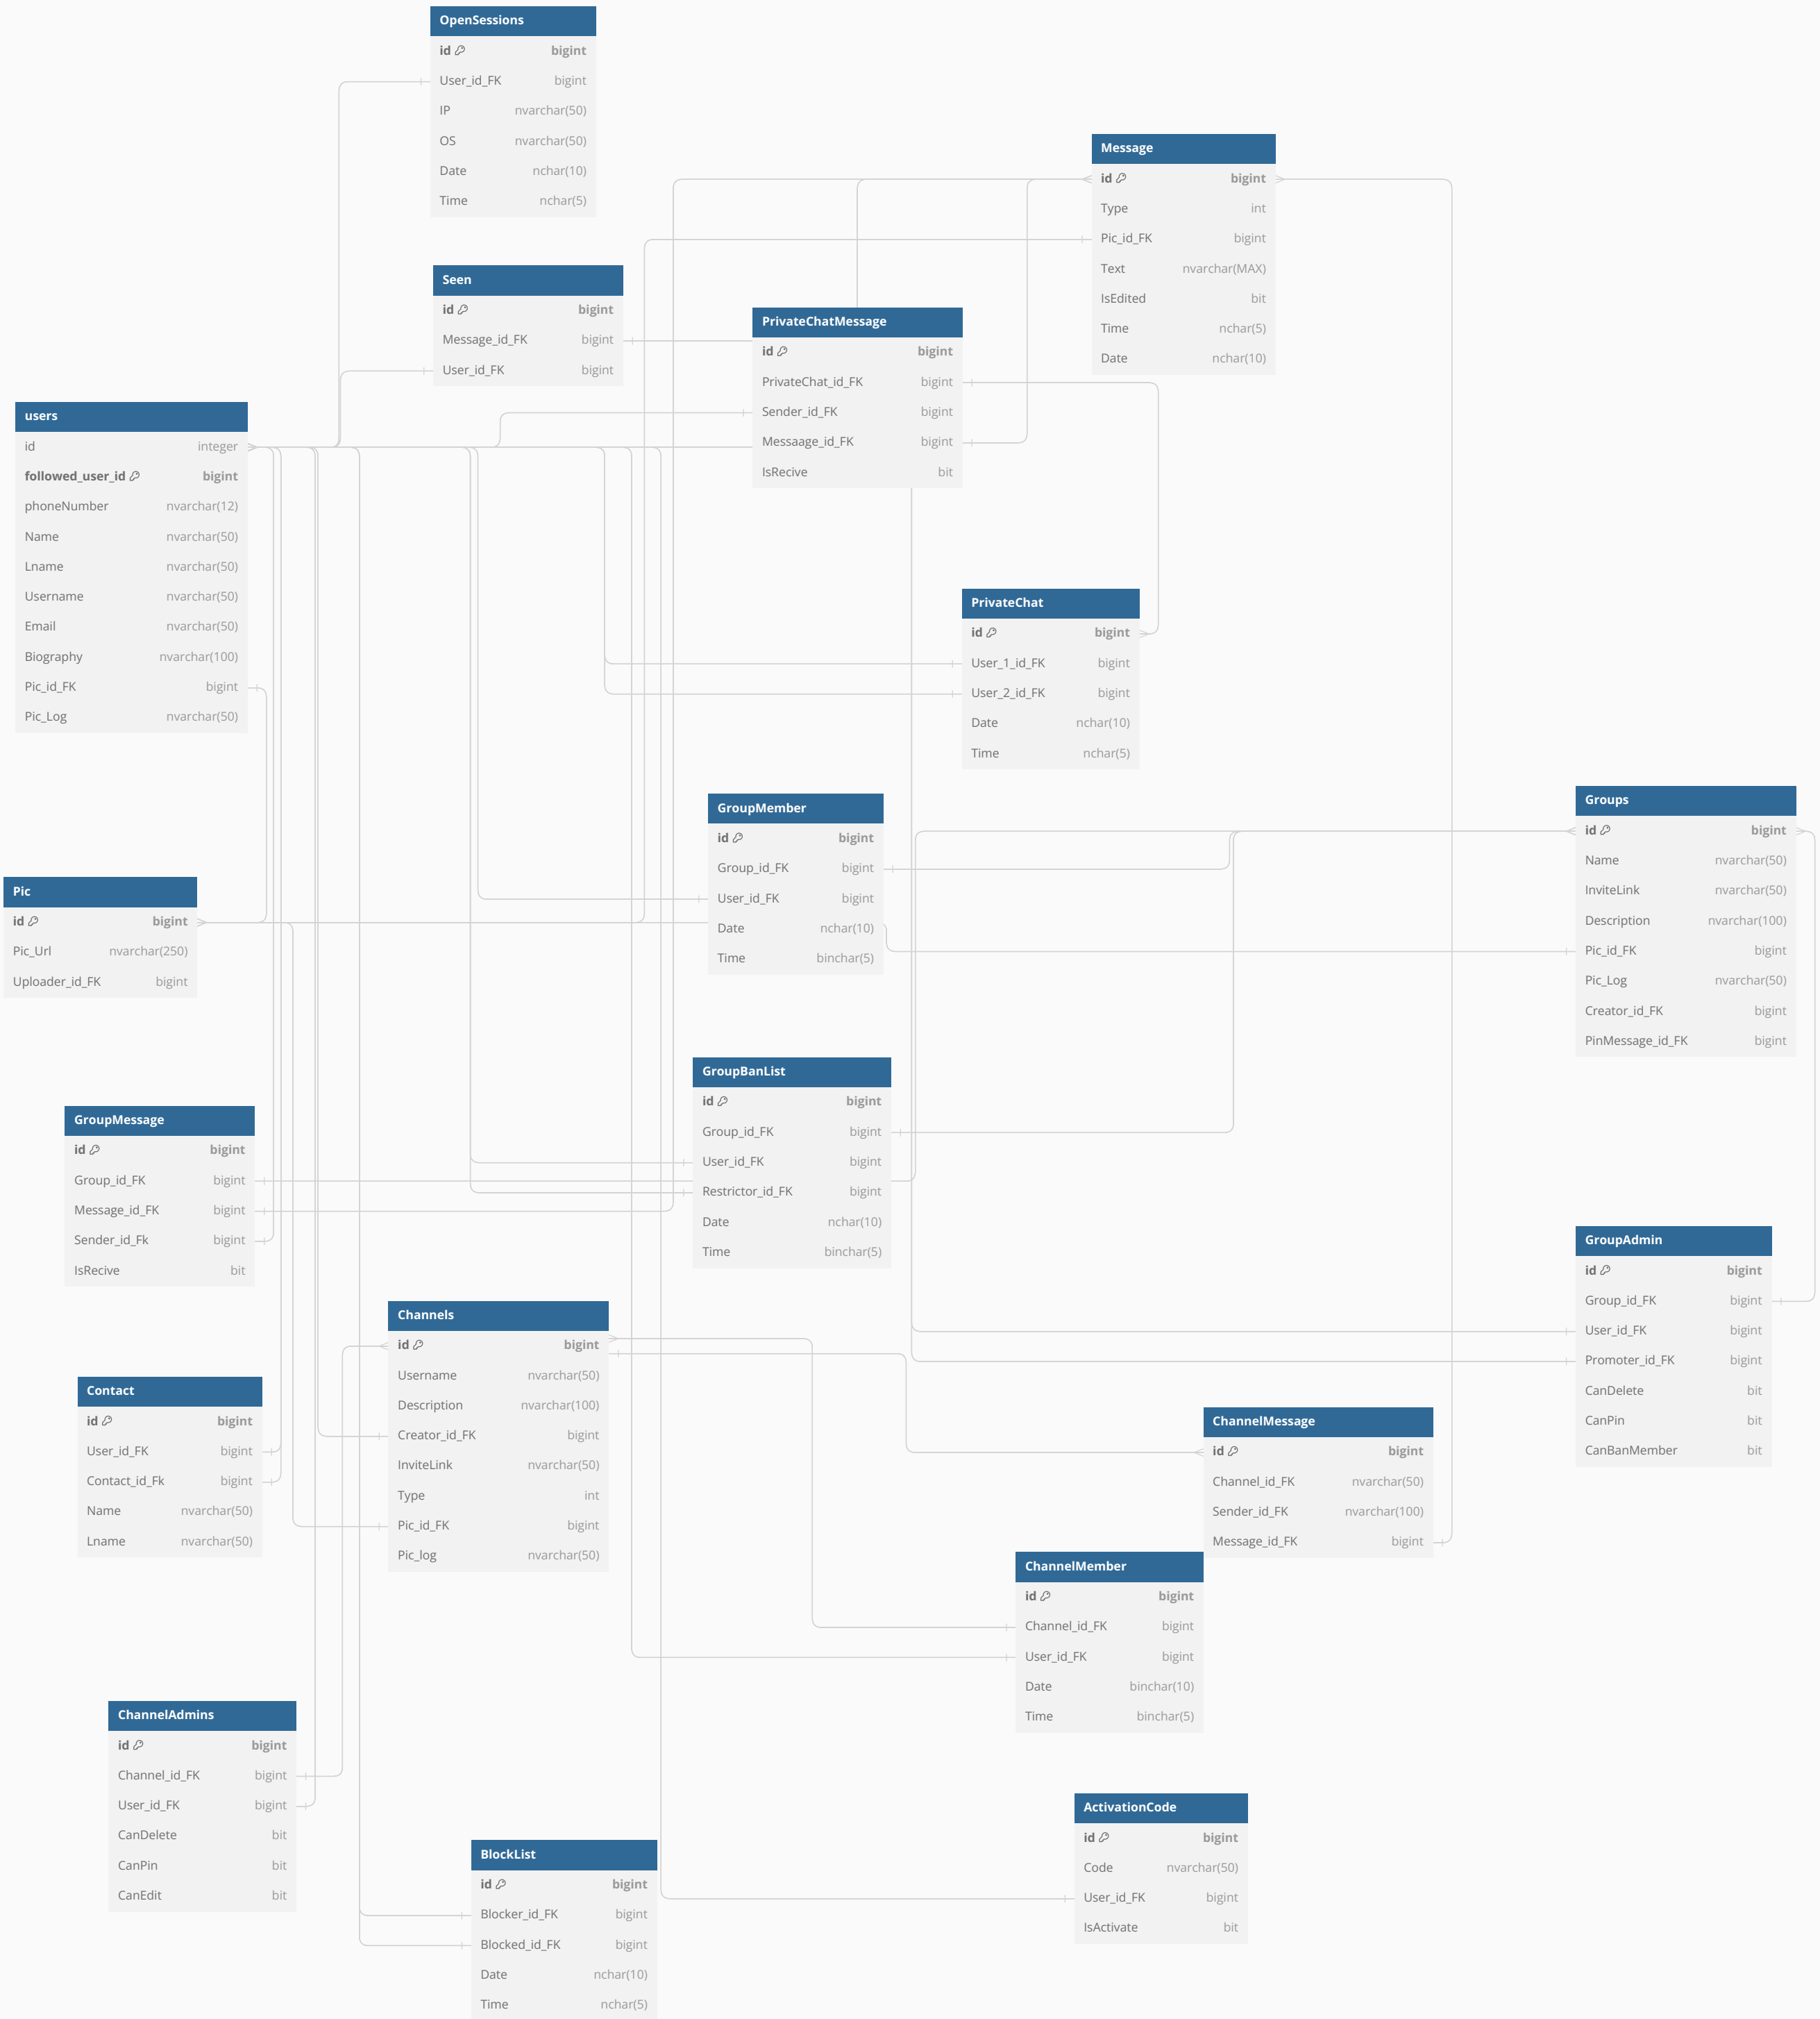 OpenSessions
id bigint
User_id_FK bigint
IP nvarchar(50)
OS nvarchar(50)
Date nchar(10)
Time nchar(5)
Message
id bigint
Type int
Pic_id_FK bigint
Text nvarchar(MAX)
IsEdited bit
Time nchar(5)
Date nchar(10)
Seen
id bigint
Message_id_FK bigint
User_id_FK bigint
PrivateChatMessage
id bigint
PrivateChat_id_FK bigint
Sender_id_FK bigint
Messaage_id_FK bigint
IsRecive bit
users
id integer
followed_user_id bigint
phoneNumber nvarchar(12)
Name nvarchar(50)
Lname nvarchar(50)
Username nvarchar(50)
Email nvarchar(50)
Biography nvarchar(100)
Pic_id_FK bigint
Pic_Log nvarchar(50)
PrivateChat
id bigint
User_1_id_FK bigint
User_2_id_FK bigint
Date nchar(10)
Time nchar(5)
GroupMember
id bigint
Group_id_FK bigint
User_id_FK bigint
Date nchar(10)
Time binchar(5)
Groups
id bigint
Name nvarchar(50)
InviteLink nvarchar(50)
Description nvarchar(100)
Pic_id_FK bigint
Pic_Log nvarchar(50)
Creator_id_FK bigint
PinMessage_id_FK bigint
Pic
id bigint
Pic_Url nvarchar(250)
Uploader_id_FK bigint
GroupBanList
id bigint
Group_id_FK bigint
User_id_FK bigint
Restrictor_id_FK bigint
Date nchar(10)
Time binchar(5)
GroupMessage
id bigint
Group_id_FK bigint
Message_id_FK bigint
Sender_id_Fk bigint
IsRecive bit
GroupAdmin
id bigint
Group_id_FK bigint
User_id_FK bigint
Promoter_id_FK bigint
CanDelete bit
CanPin bit
CanBanMember bit
Channels
id bigint
Username nvarchar(50)
Description nvarchar(100)
Creator_id_FK bigint
InviteLink nvarchar(50)
Type int
Pic_id_FK bigint
Pic_log nvarchar(50)
Contact
id bigint
User_id_FK bigint
Contact_id_Fk bigint
Name nvarchar(50)
Lname nvarchar(50)
ChannelMessage
id bigint
Channel_id_FK nvarchar(50)
Sender_id_FK nvarchar(100)
Message_id_FK bigint
ChannelMember
id bigint
Channel_id_FK bigint
User_id_FK bigint
Date binchar(10)
Time binchar(5)
ChannelAdmins
id bigint
Channel_id_FK bigint
User_id_FK bigint
CanDelete bit
CanPin bit
CanEdit bit
ActivationCode
id bigint
Code nvarchar(50)
User_id_FK bigint
IsActivate bit
BlockList
id bigint
Blocker_id_FK bigint
Blocked_id_FK bigint
Date nchar(10)
Time nchar(5)